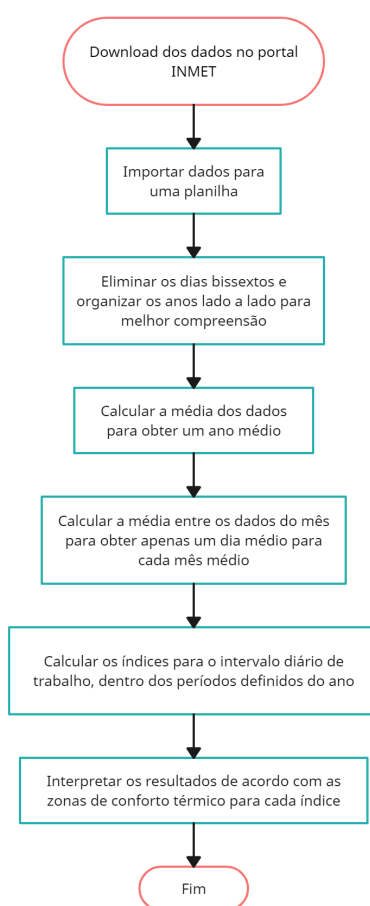 Download dos dados no portal
INMET
Importar dados para
uma planilha
Eliminar os dias bissextos e
organizar os anos lado a lado para
melhor compreensão
Calcular a média dos dados
para obter um ano médio
Calcular a média entre os dados do mês
para obter apenas um dia médio para
cada mês médio
Calcular os índices para o intervalo diário de
trabalho, dentro dos períodos definidos do ano
Interpretar os resultados de acordo com as
zonas de conforto térmico para cada índice
Fim